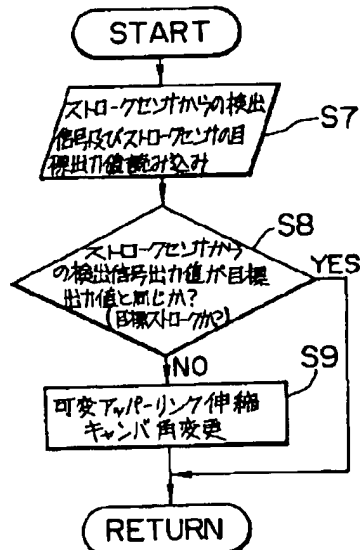 START
ストロークセンサからの検出
信号及びストロークセンサの目
標出力値読み込み
S7
S8
ストロークセンサから
の検出信号出力値が目標
出力値と同じか?
(目標ストロークか?)
YES
NO
S9
可変アッパーリンク伸縮
キャンバ角変更
RETURN